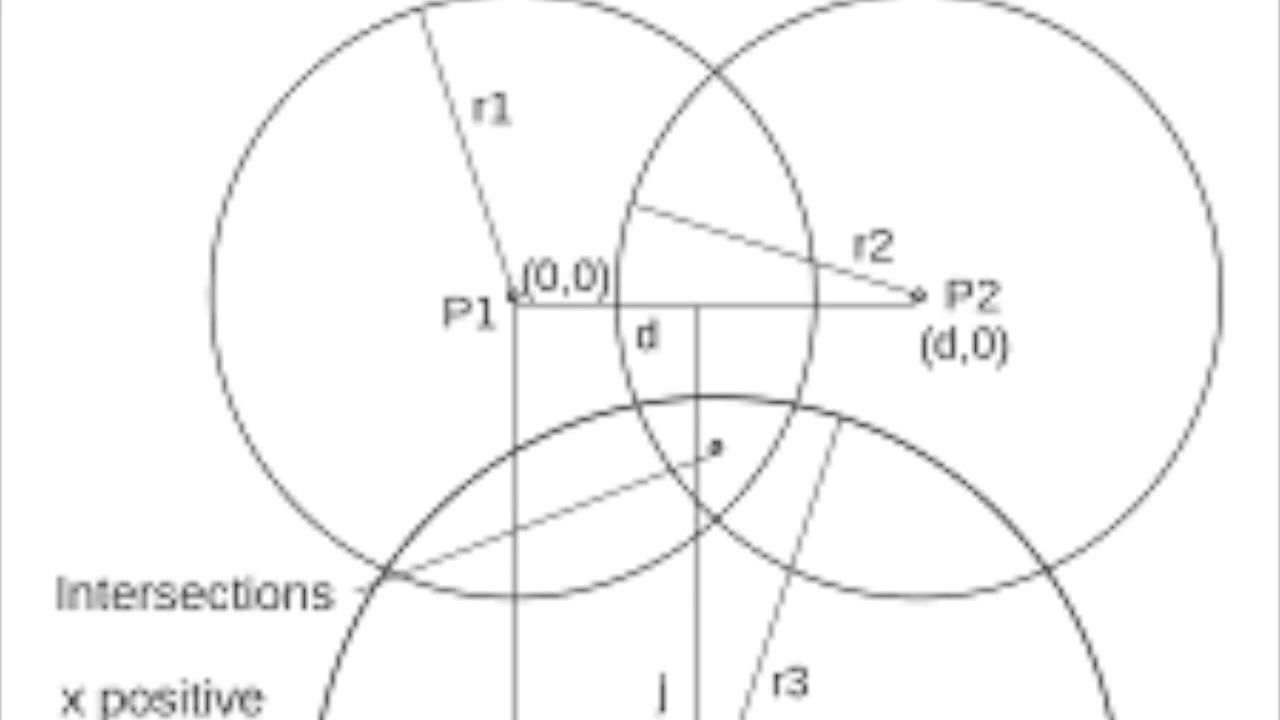 r1
r2
(0,0)
P1
P2
d
(d,0)
Intersections
r3
j
x positive